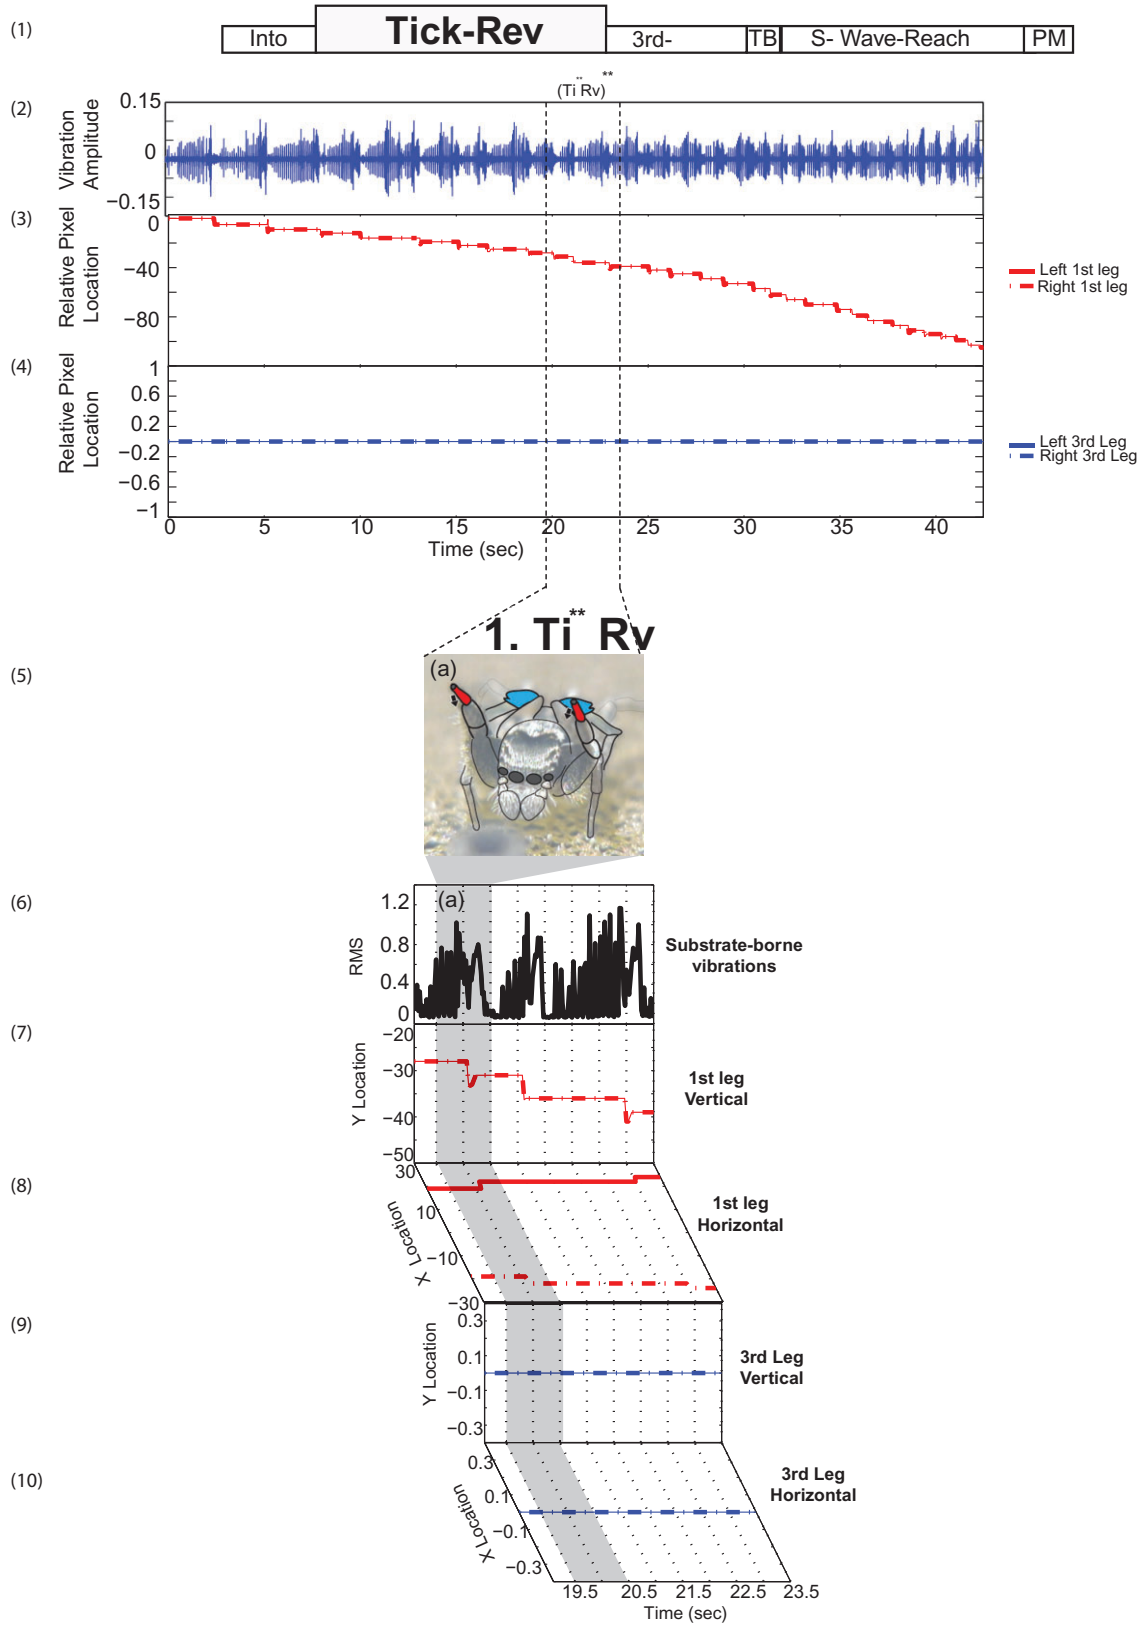 (1)
Into Tick-Rev 3rd- TB S- Wave-Reach PM
(Ti¨ Rv)**
(2)
Vibration Amplitude
0.15
0
−0.15
(3)
Relative Pixel Location
0
−40
−80
Left 1st leg
Right 1st leg
(4)
Relative Pixel Location
1
0.6
0.2
−0.2
−0.6
−1
Left 3rd Leg
Right 3rd Leg
0 5 10 15 20 25 30 35 40
Time (sec)
1. Ti** Rv
(5)
(a)
(6)
RMS
1.2
0.8
0.4
0
(a)
Substrate-borne
vibrations
(7)
Y Location
−20
−30
−40
−50
1st leg
Vertical
(8)
X Location
30
10
−10
−30
1st leg
Horizontal
(9)
Y Location
0.3
0.1
−0.1
−0.3
3rd Leg
Vertical
(10)
X Location
0.3
0.1
−0.1
−0.3
3rd Leg
Horizontal
19.5 20.5 21.5 22.5 23.5
Time (sec)